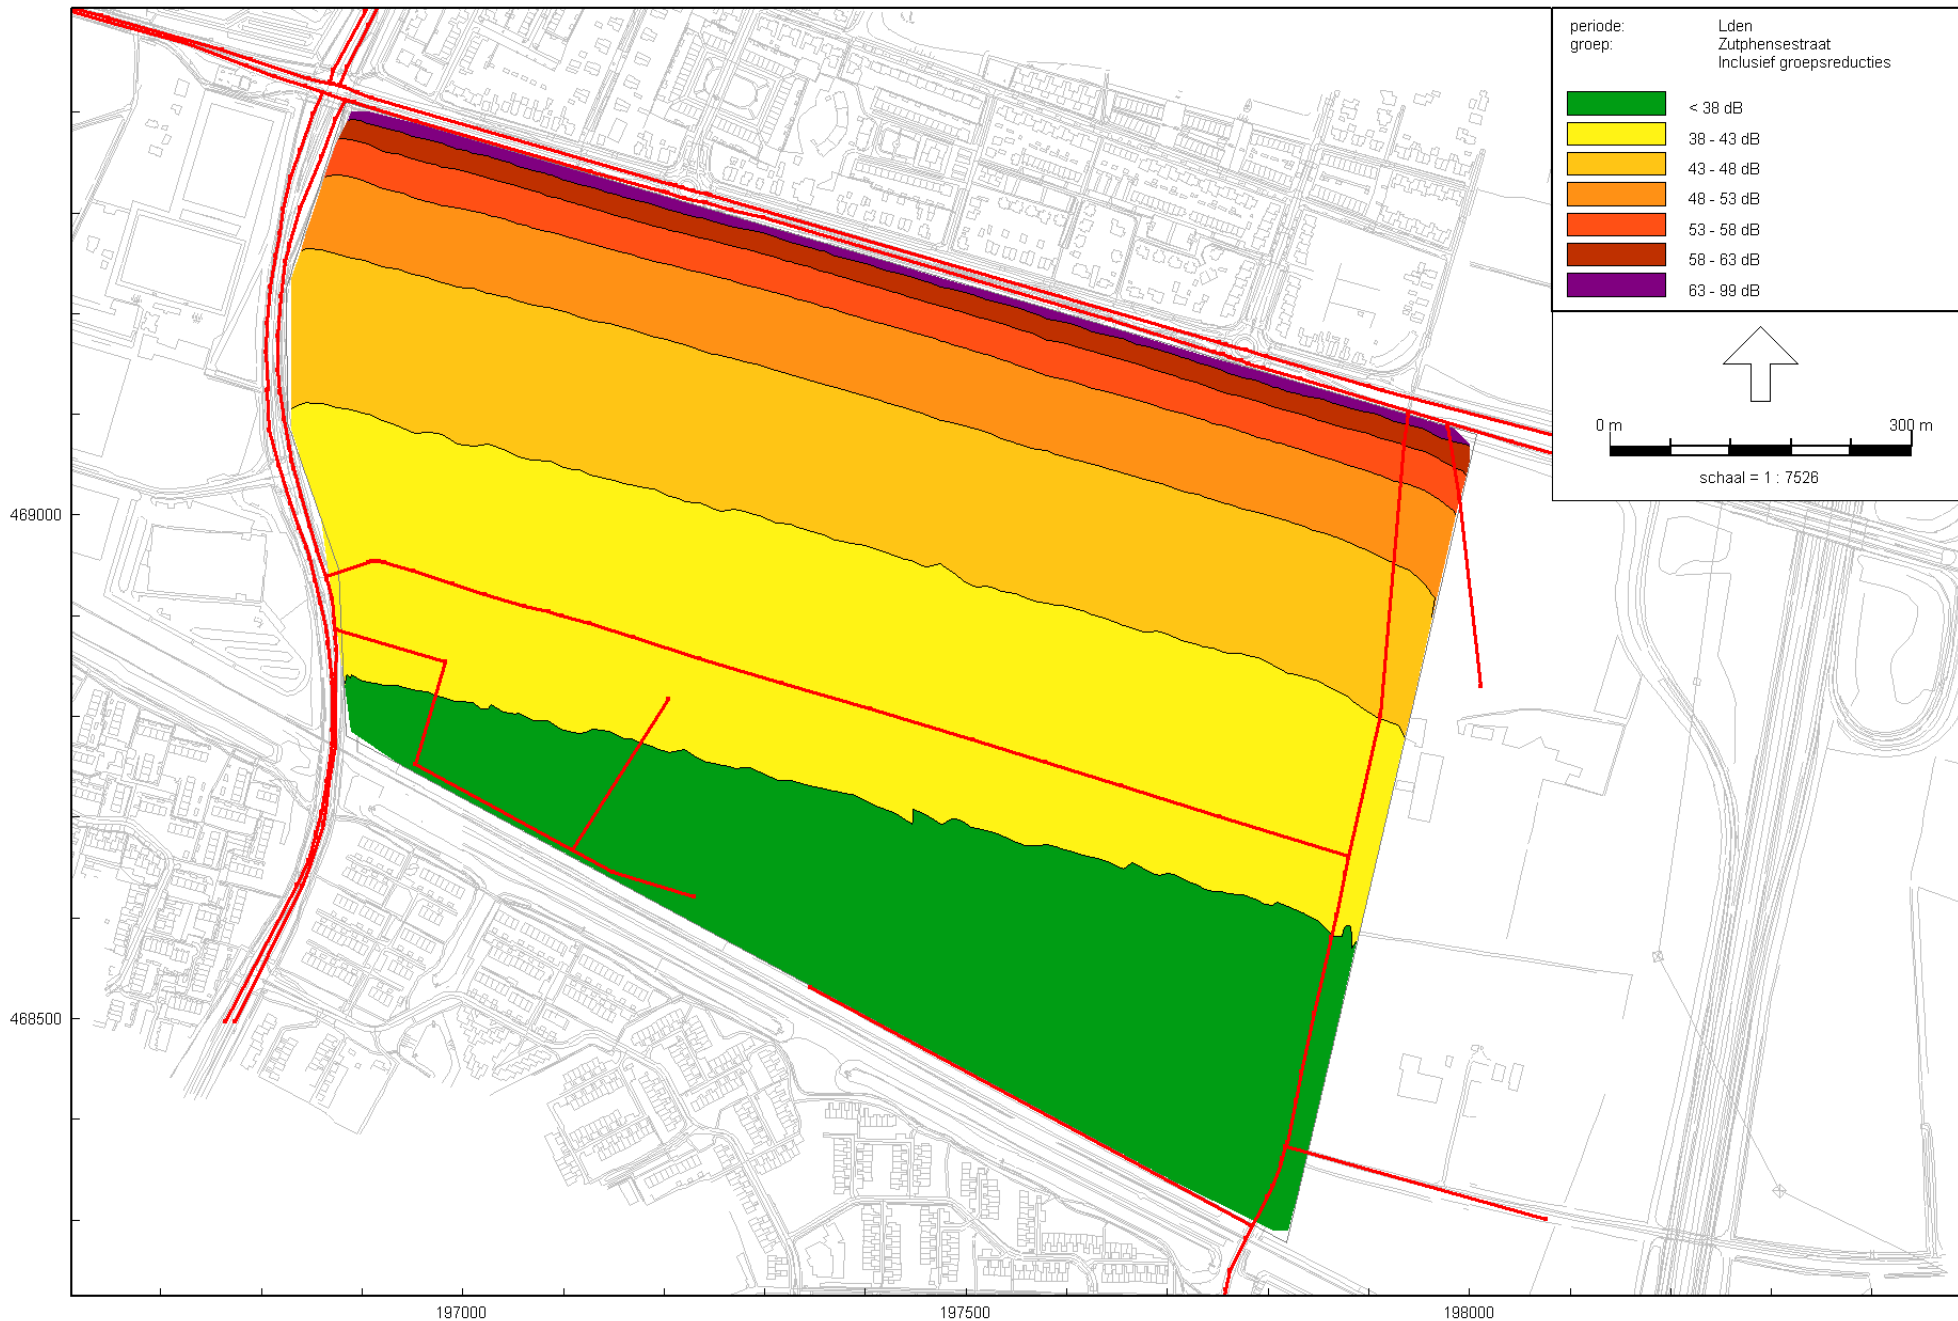 periode: Lden
groep: Zutphensestraat
Inclusief groepsreducties
< 38 dB
38 - 43 dB
43 - 48 dB
48 - 53 dB
53 - 58 dB
58 - 63 dB
63 - 99 dB
0 m 300 m
schaal = 1 : 7526
469000
468500
197000 197500 198000